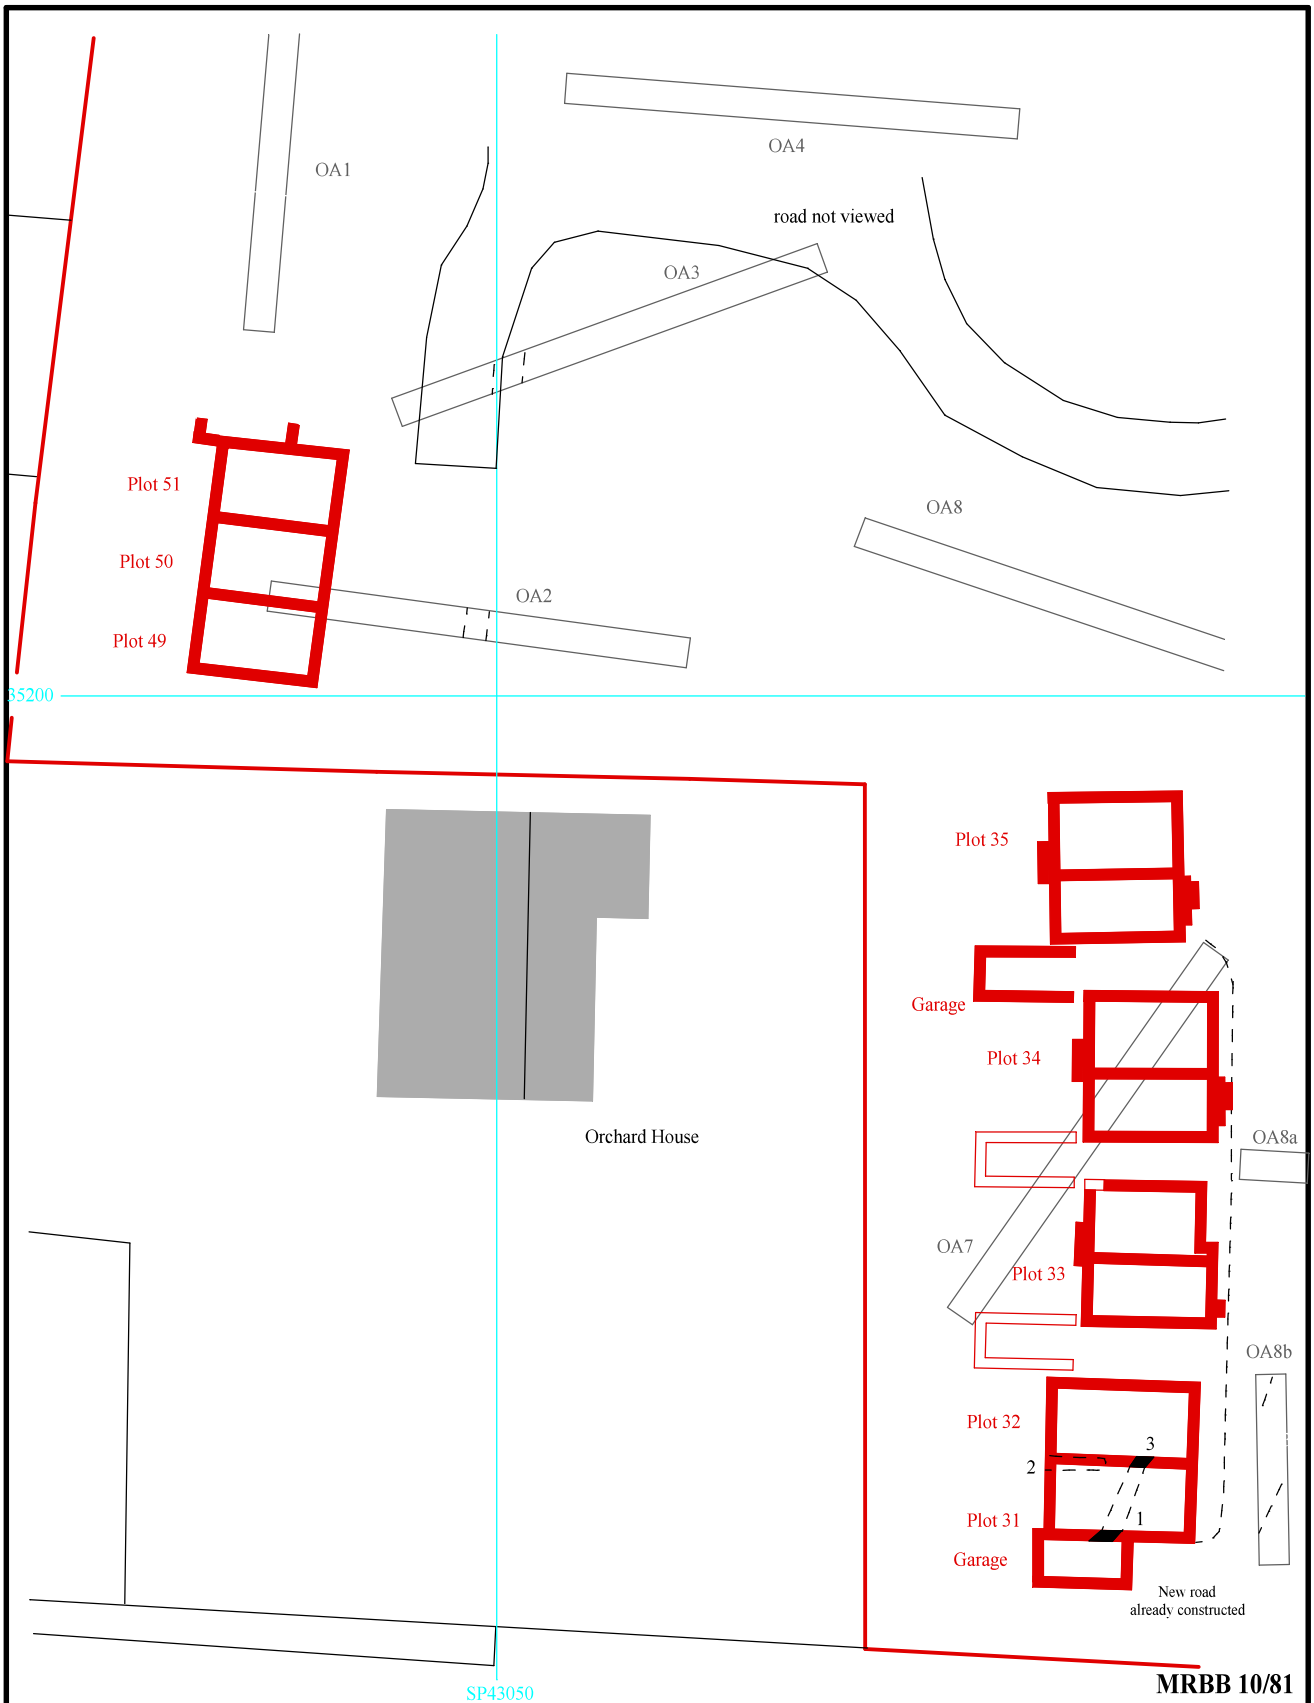 OA4
OA1
road not viewed
OA3
Plot 51
OA8
Plot 50
OA2
Plot 49
35200
Plot 35
Garage
Plot 34
Orchard House
OA8a
OA7
Plot 33
OA8b
Plot 32
3
2
Plot 31
1
Garage
New road
already constructed
MRBB 10/81
SP43050